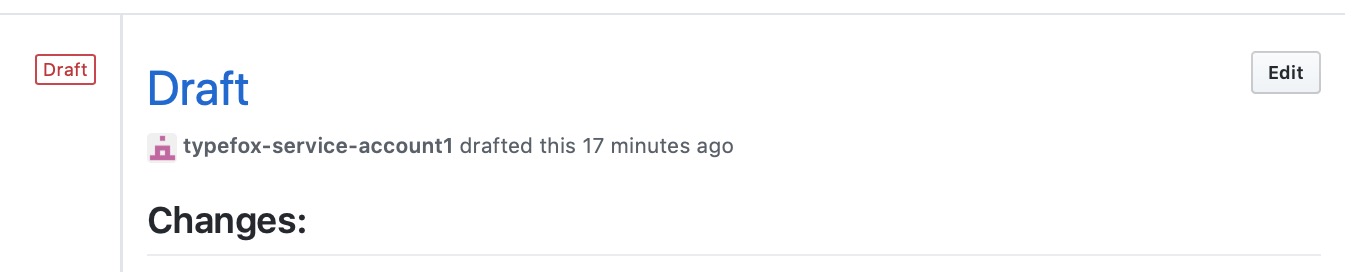 Draft
Draft
Edit
typefox-service-account1 drafted this 17 minutes ago
Changes: